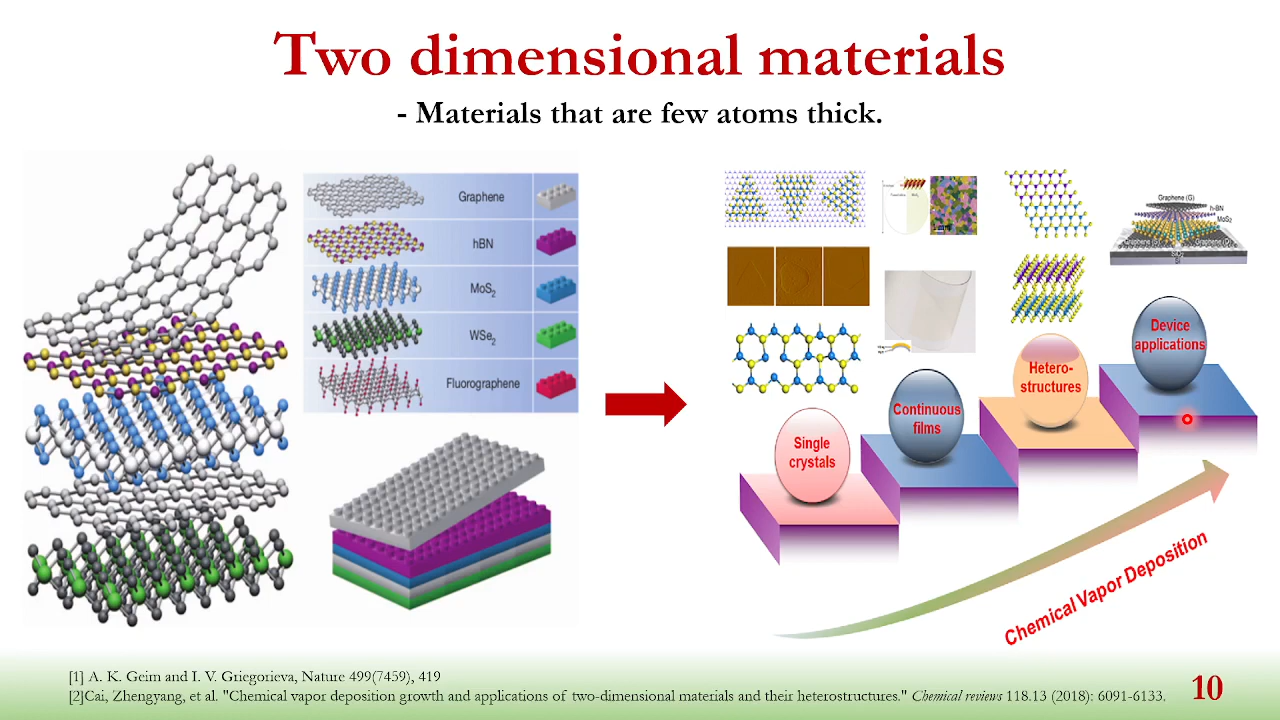 Two dimensional materials
- Materials that are few atoms thick.
Graphene
hBN
MoS₂
WSe₂
Fluorographene
Graphene (G)
h-BN
MoS₂
SiO₂
Si
Device
applications
Hetero-
structures
Continuous
films
Single
crystals
Chemical Vapor Deposition
[1] A. K. Geim and I. V. Griegorieva, Nature 499(7459), 419
[2]Cai, Zhengyang, et al. "Chemical vapor deposition growth and applications of two-dimensional materials and their heterostructures." Chemical reviews 118.13 (2018): 6091-6133.
10